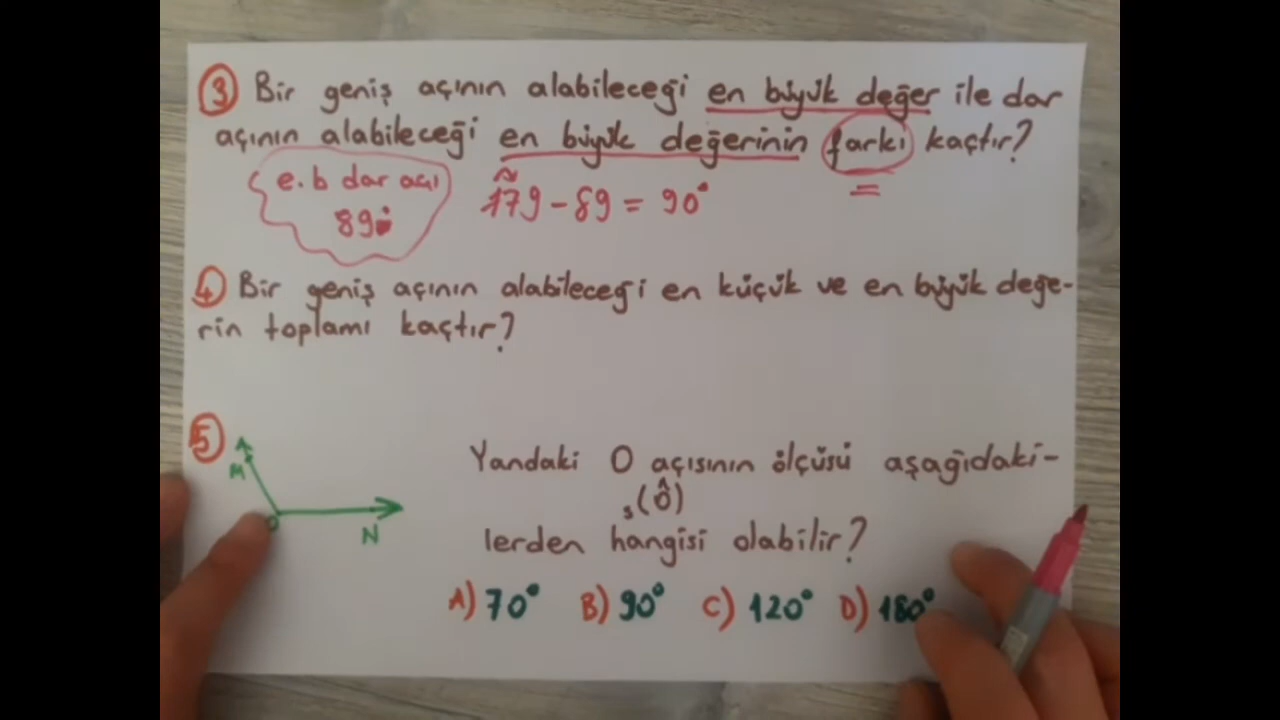 3 Bir geniş açının alabileceği en büyük değer ile dar
açının alabileceği en büyük değerinin farkı kaçtır?
e.b dar açı
89°
179 - 89 = 90°
4 Bir geniş açının alabileceği en küçük ve en büyük değe-
rin toplamı kaçtır?
5
M
O
N
Yandaki O açısının ölçüsü aşağıdaki-
s(Ô)
lerden hangisi olabilir?
A) 70° B) 90° C) 120° D) 180°